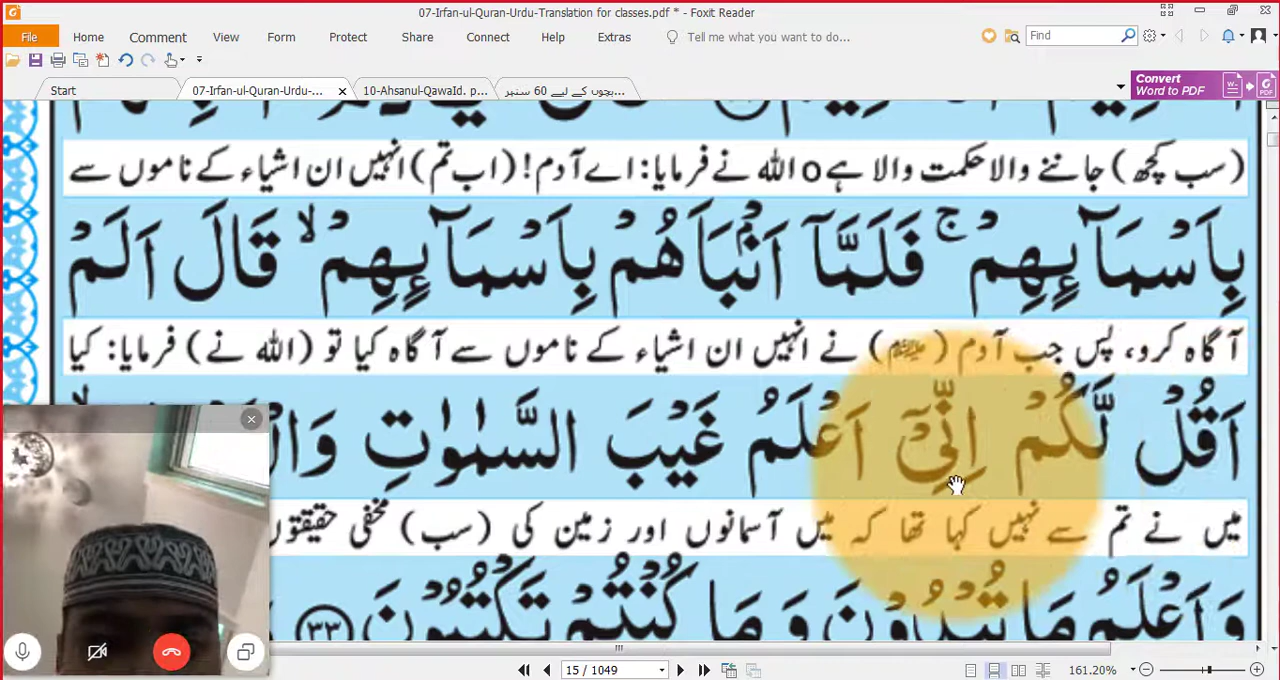 07-Irfan-ul-Quran-Urdu-Translation for classes.pdf * - Foxit Reader
File Home Comment View Form Protect Share Connect Help Extras Tell me what you want to do... Find
Start 07-Irfan-ul-Quran-Urdu-... 10-Ahsanul-QawaId. p... بچوں کے لیے 60 سنہر...
Convert
Word to PDF
PDF
(سب کچھ) جاننے والا حکمت والا ہے o اللہ نے فرمایا: اے آدم! (اب تم) انہیں ان اشیاء کے ناموں سے
بِاَسْمَآىِٕهِمْ ۚ فَلَمَّاۤ اَنْۢبَاَهُمْ بِاَسْمَآىِٕهِمْ ۙ قَالَ اَلَمْ
آگاہ کرو، پس جب آدم (علیہ السلام) نے انہیں ان اشیاء کے ناموں سے آگاہ کیا تو (اللہ نے) فرمایا: کیا
اَقُلْ لَّكُمْ اِنِّیْۤ اَعْلَمُ غَیْبَ السَّمٰوٰتِ
میں نے تم سے نہیں کہا تھا کہ میں آسمانوں اور زمین کی (سب) مخفی حقیقتوں
وَ اَعْلَمُ مَا تُبْدُوْنَ وَ مَا كُنْتُمْ تَكْتُمُوْنَ ۳۳
15 / 1049 161.20%